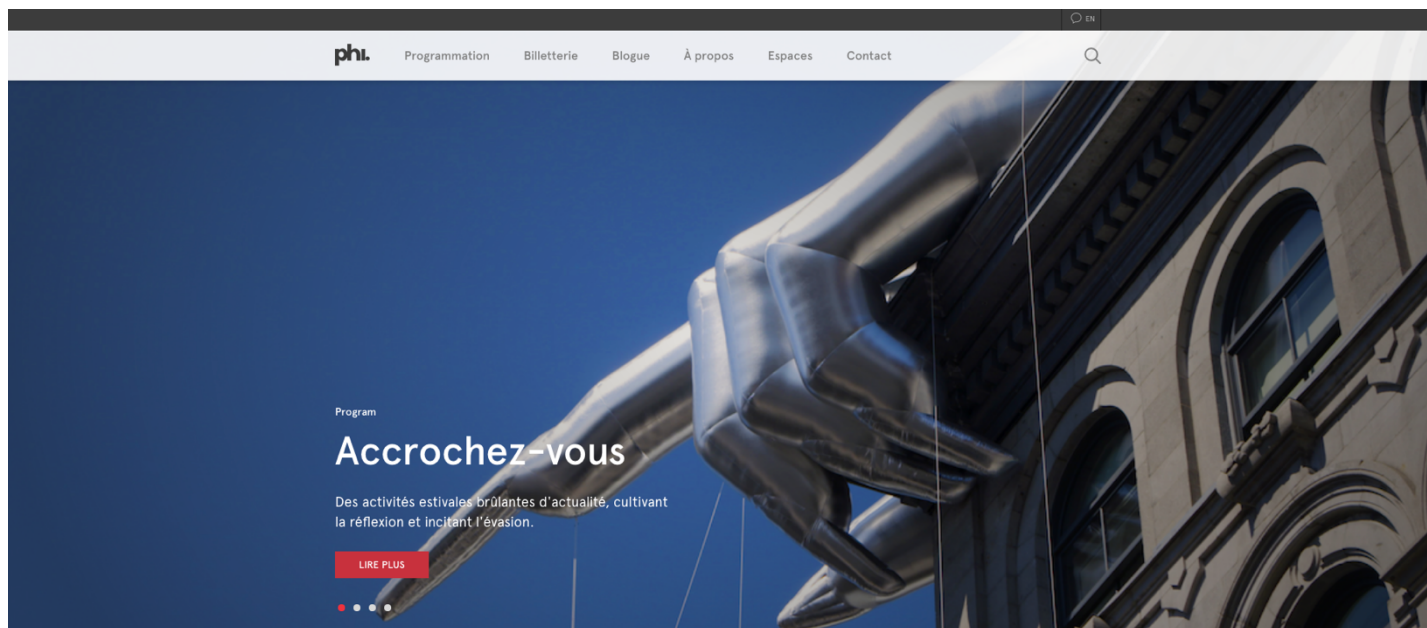 EN
phi.
Programmation
Billetterie
Blogue
À propos
Espaces
Contact
Program
Accrochez-vous
Des activités estivales brûlantes d'actualité, cultivant
la réflexion et incitant l'évasion.
LIRE PLUS